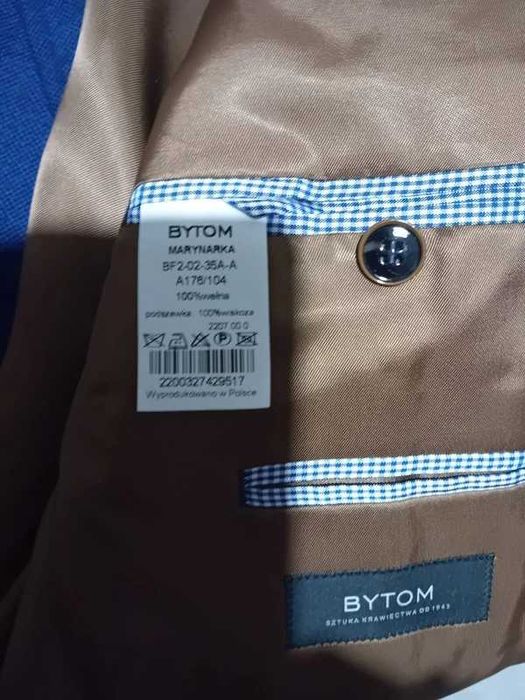 BYTOM
MARYNARKA
BF2-02-35A-A
A176/104
100%wełna
podszewka : 100%wiskoza
2207 00 0
2200327429517
Wyprodukowano w Polsce
BYTOM
SZTUKA KRAWIECTWA OD 1945